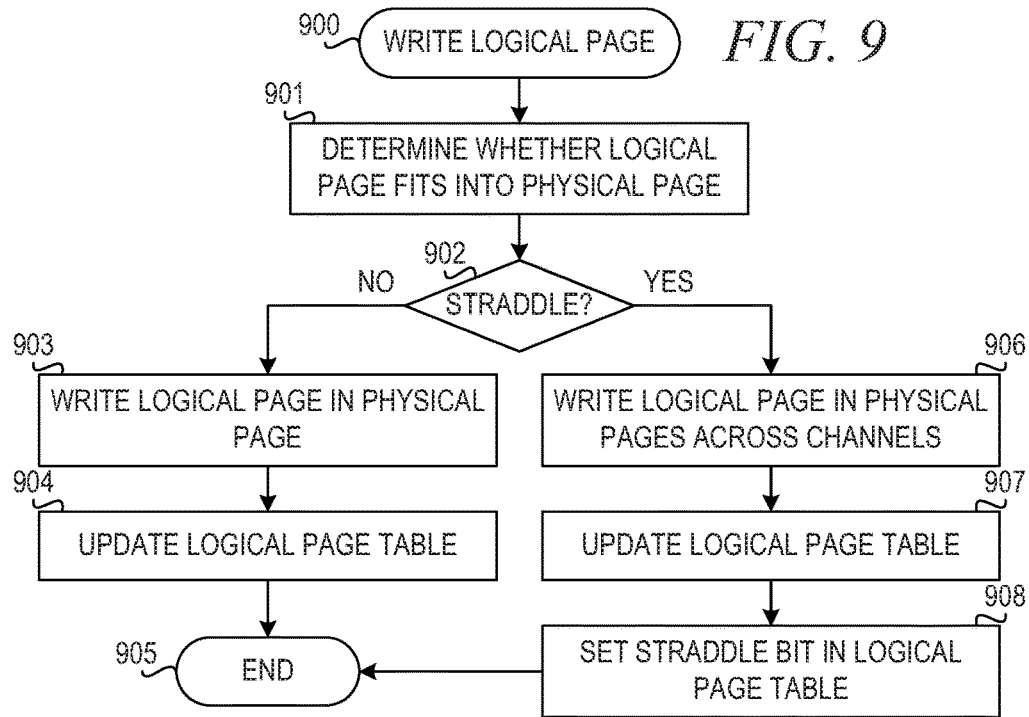 900
WRITE LOGICAL PAGE
FIG. 9
901
DETERMINE WHETHER LOGICAL
PAGE FITS INTO PHYSICAL PAGE
902
NO
STRADDLE?
YES
903
WRITE LOGICAL PAGE IN PHYSICAL
PAGE
906
WRITE LOGICAL PAGE IN PHYSICAL
PAGES ACROSS CHANNELS
904
UPDATE LOGICAL PAGE TABLE
907
UPDATE LOGICAL PAGE TABLE
905
END
908
SET STRADDLE BIT IN LOGICAL
PAGE TABLE